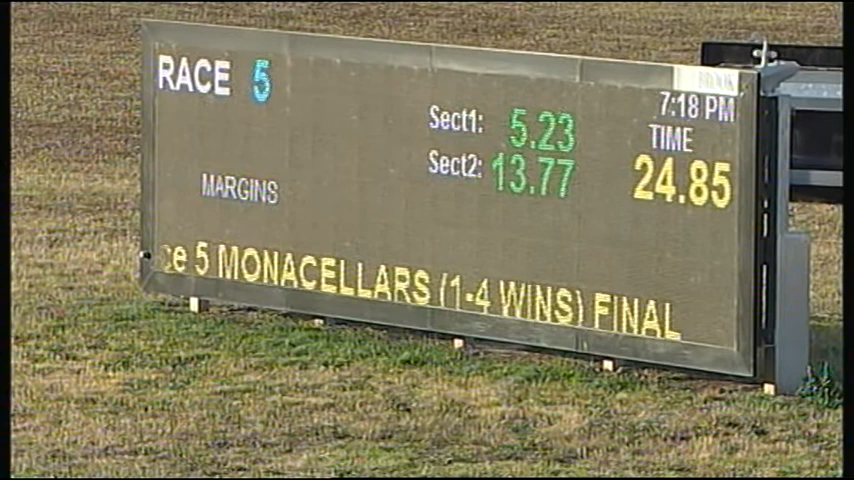 RACE 5
7:18 PM
Sect1: 5.23
TIME
Sect2: 13.77
24.85
MARGINS
ce 5 MONACELLARS (1-4 WINS) FINAL